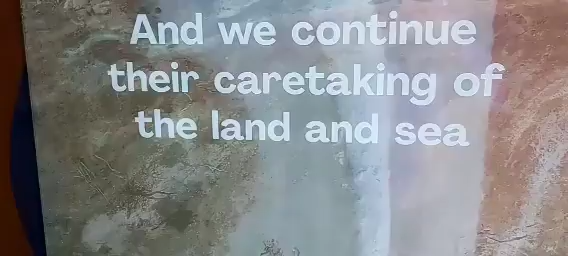 And we continue
their caretaking of
the land and sea